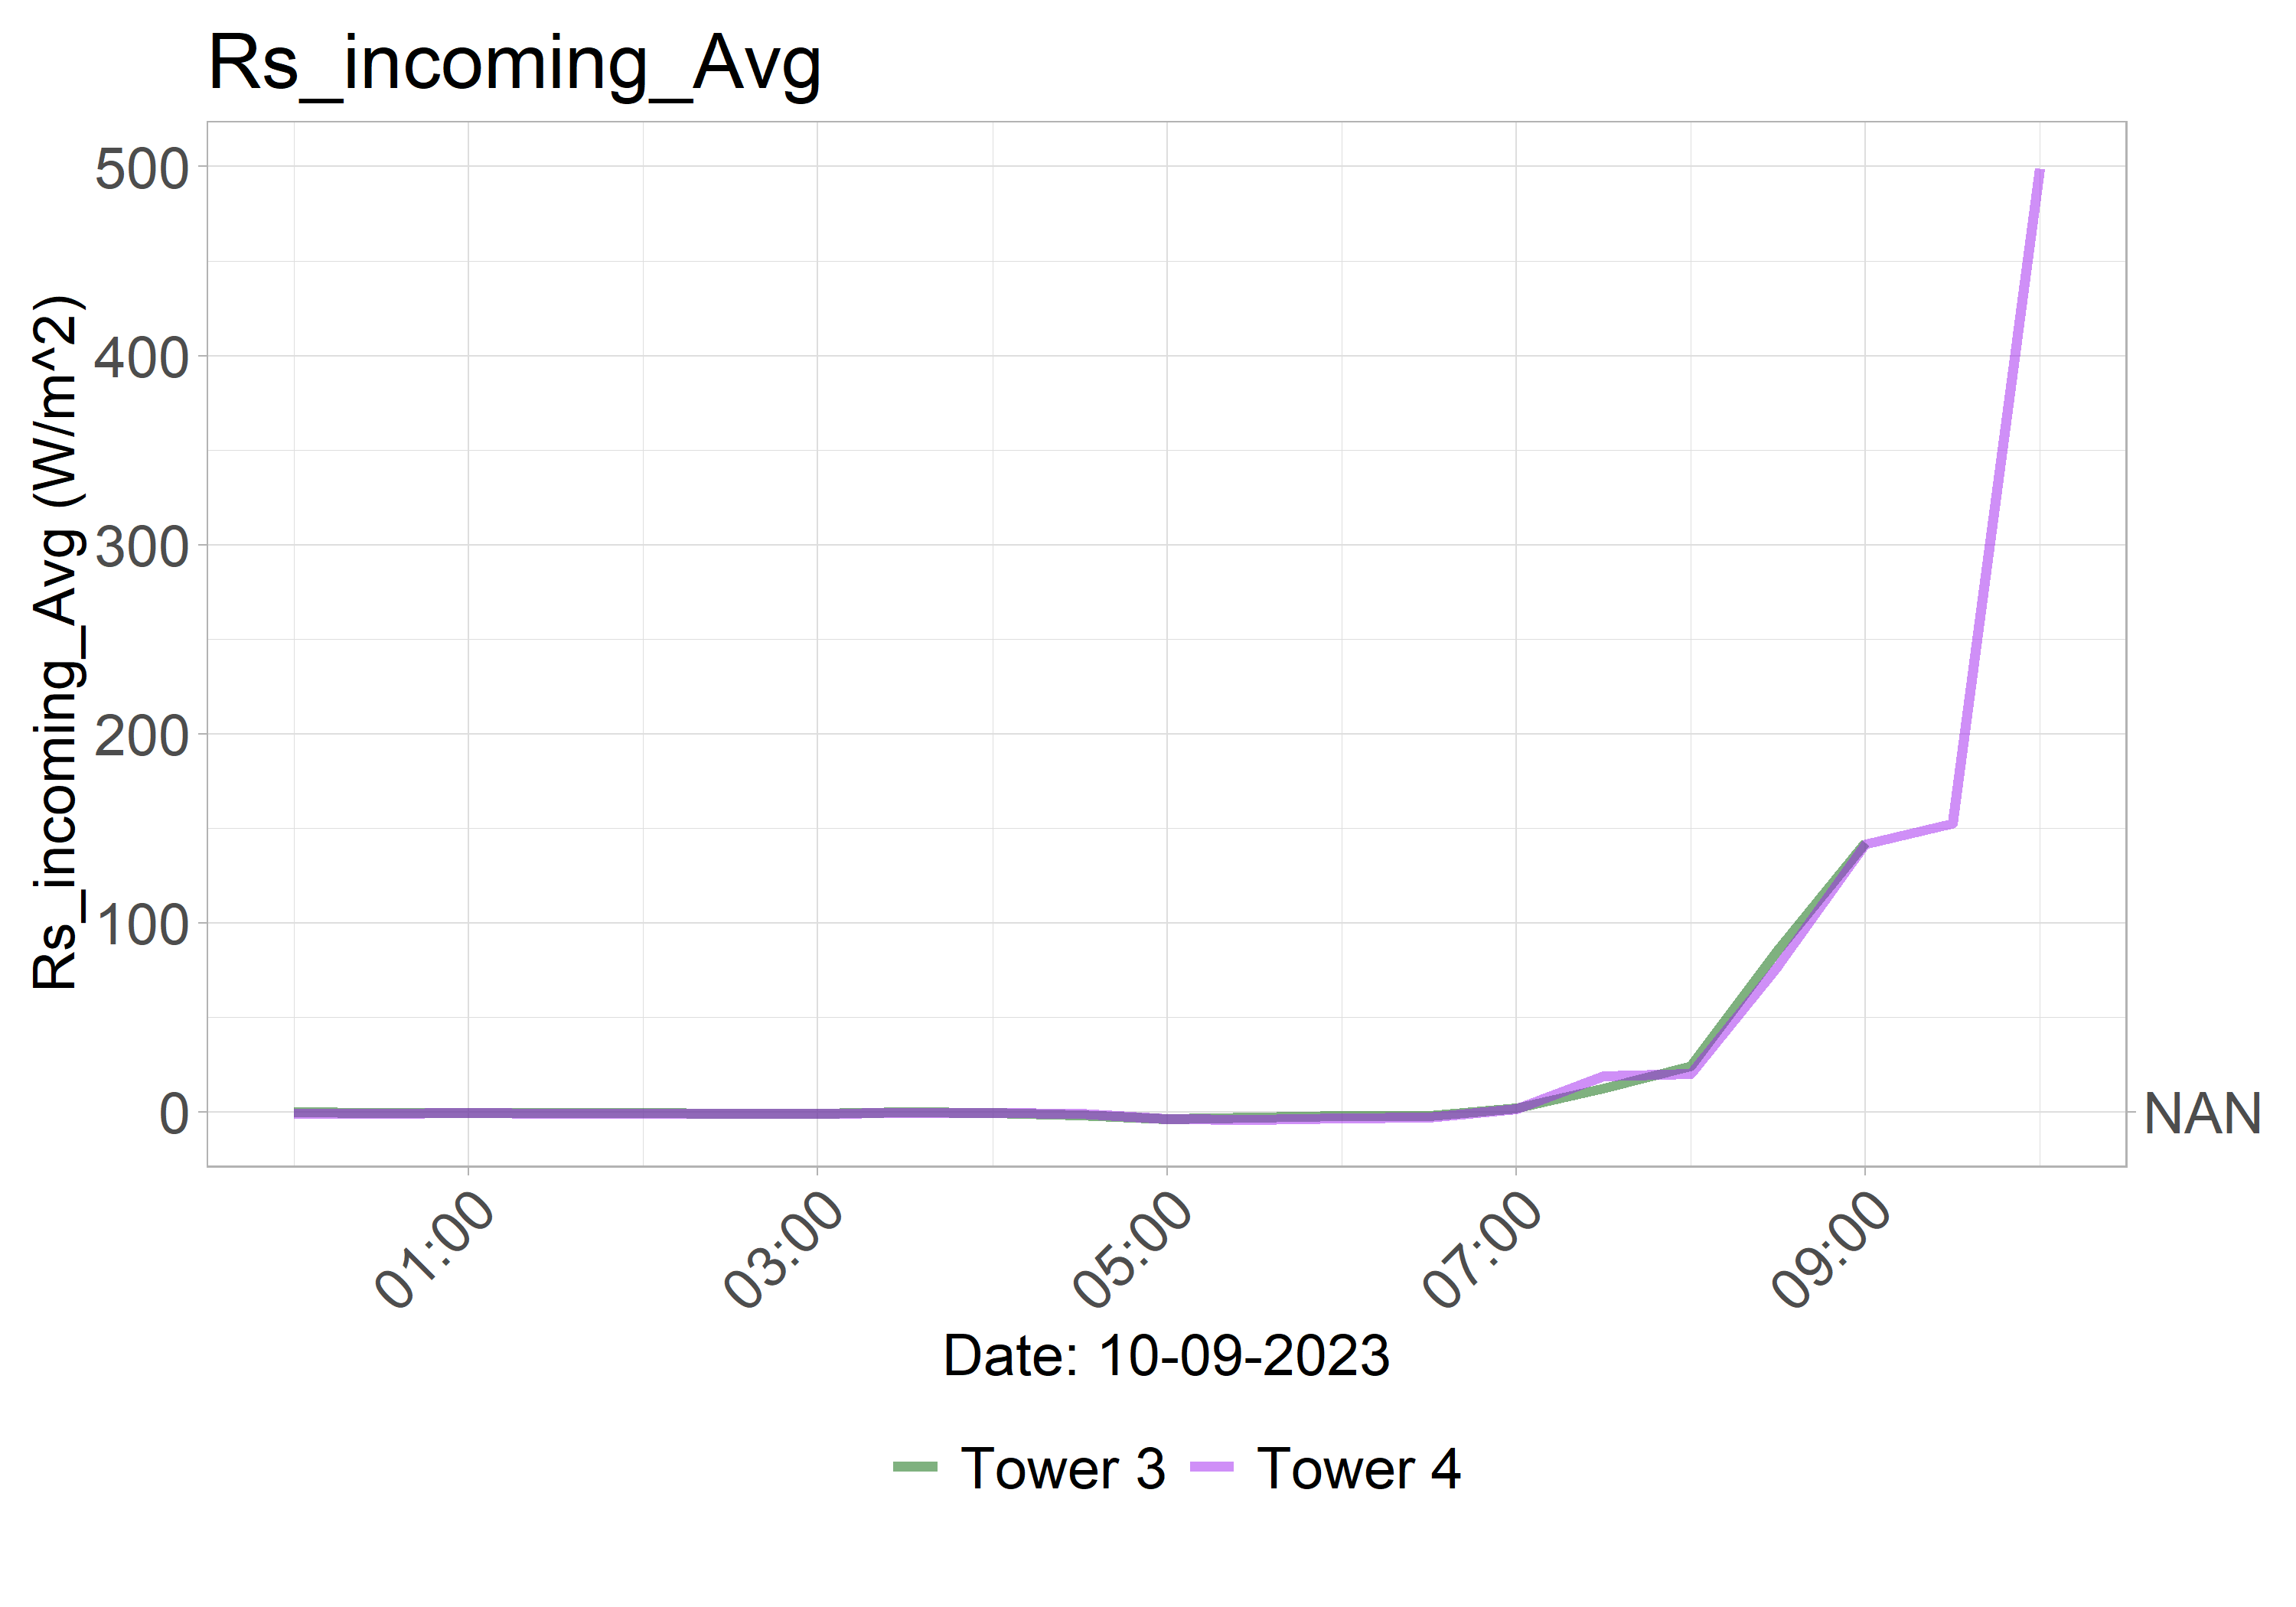 Rs_incoming_Avg
Rs_incoming_Avg (W/m^2)
500
400
300
200
100
0
NAN
01:00
03:00
05:00
07:00
09:00
Date: 10-09-2023
Tower 3
Tower 4